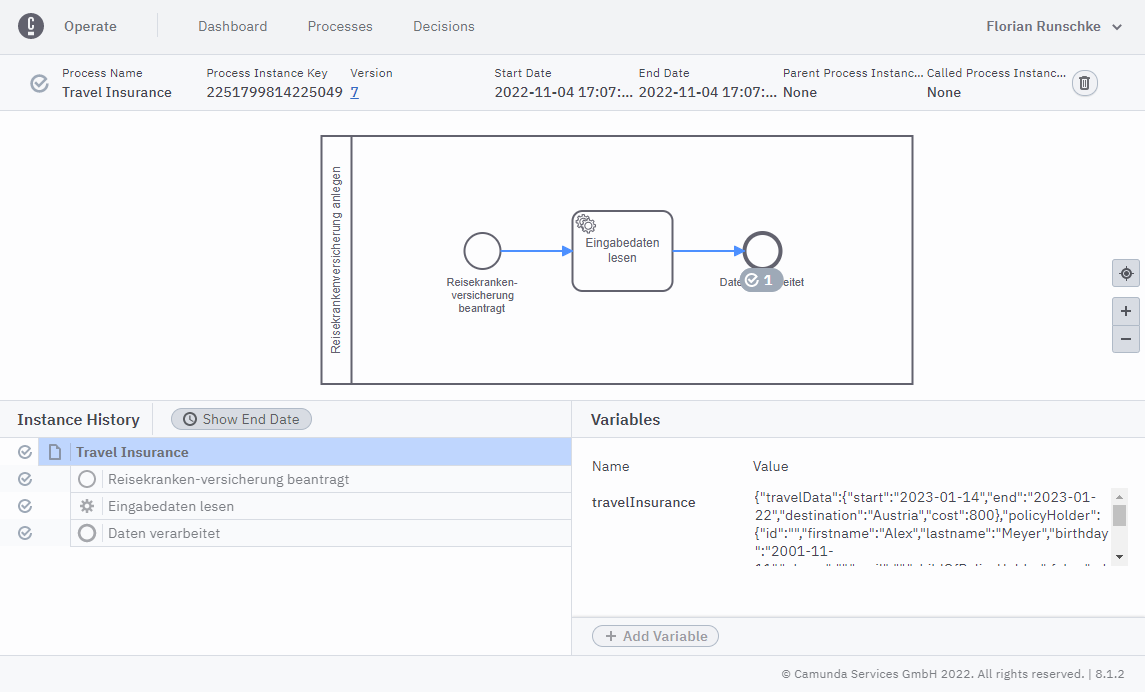 Operate Dashboard Processes Decisions Florian Runschke
Process Name Process Instance Key Version Start Date End Date Parent Process Instanc... Called Process Instanc...
Travel Insurance 2251799814225049 7 2022-11-04 17:07:... 2022-11-04 17:07:... None None
Reisekrankenversicherung anlegen
Eingabedaten
lesen
Reisekranken-
versicherung
beantragt
1
Instance History Show End Date
Travel Insurance
Reisekranken-versicherung beantragt
Eingabedaten lesen
Daten verarbeitet
Variables
Name Value
travelInsurance {"travelData":{"start":"2023-01-14","end":"2023-01-
22","destination":"Austria","cost":800},"policyHolder":
{"id":"","firstname":"Alex","lastname":"Meyer","birthday
":"2001-11-
+ Add Variable
© Camunda Services GmbH 2022. All rights reserved. | 8.1.2